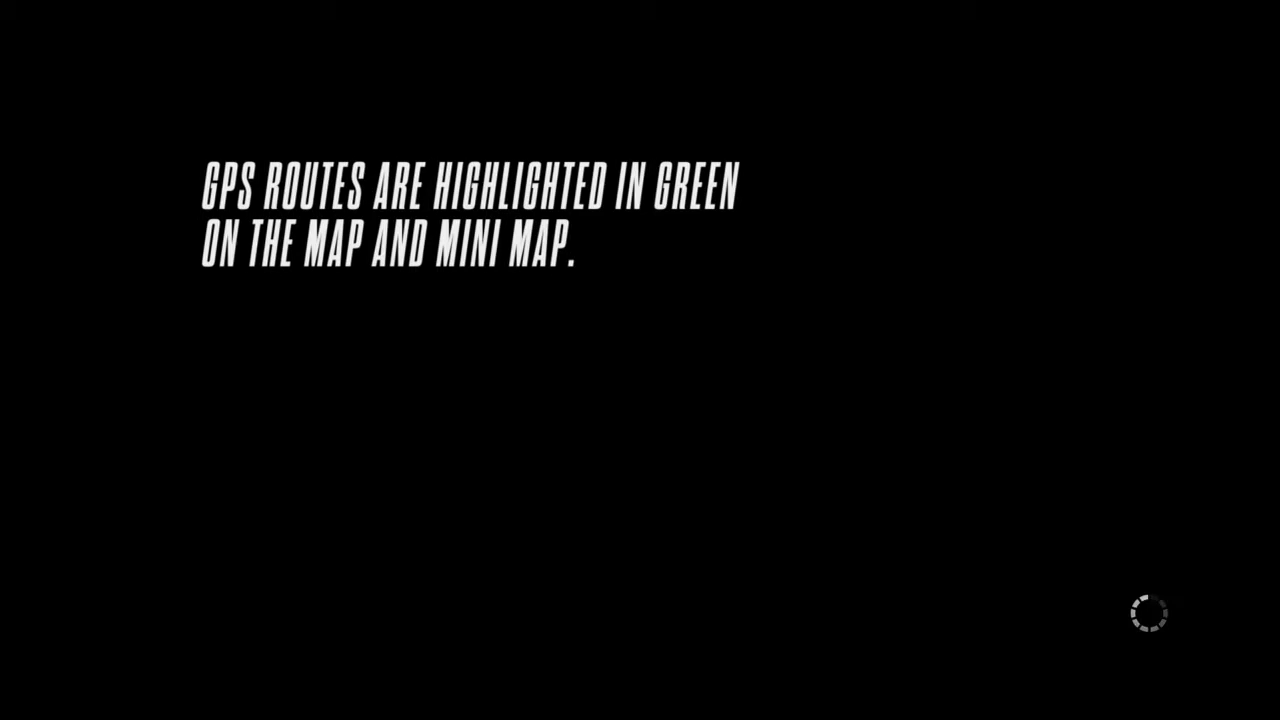 GPS ROUTES ARE HIGHLIGHTED IN GREEN
ON THE MAP AND MINI MAP.